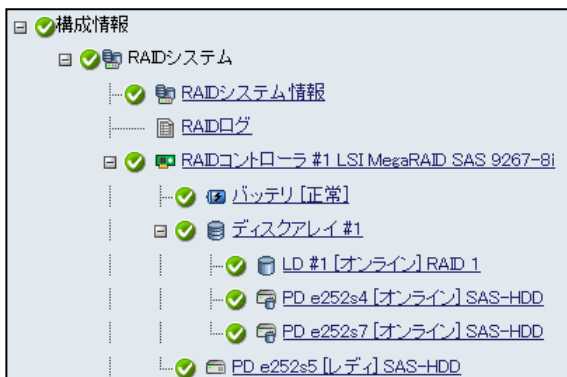 構成情報
RAIDシステム
RAIDシステム情報
RAIDログ
RAIDコントローラ #1 LSI MegaRAID SAS 9267-8i
バッテリ [正常]
ディスクアレイ #1
LD #1 [オンライン] RAID 1
PD e252s4 [オンライン] SAS-HDD
PD e252s7 [オンライン] SAS-HDD
PD e252s5 [レディ] SAS-HDD